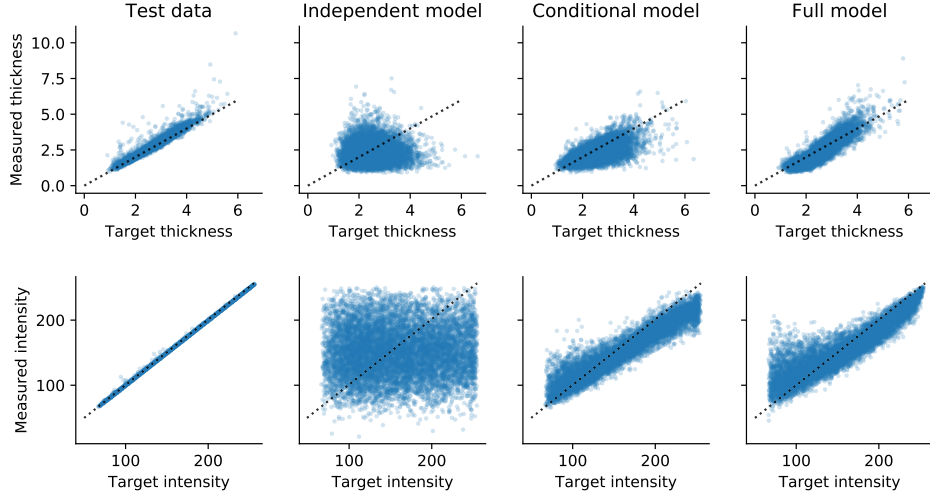 Test data
Independent model
Conditional model
Full model
Measured thickness
10.0
7.5
5.0
2.5
0.0
0 2 4 6
0 2 4 6
0 2 4 6
0 2 4 6
Target thickness
Target thickness
Target thickness
Target thickness
Measured intensity
200
100
100 200
100 200
100 200
100 200
Target intensity
Target intensity
Target intensity
Target intensity